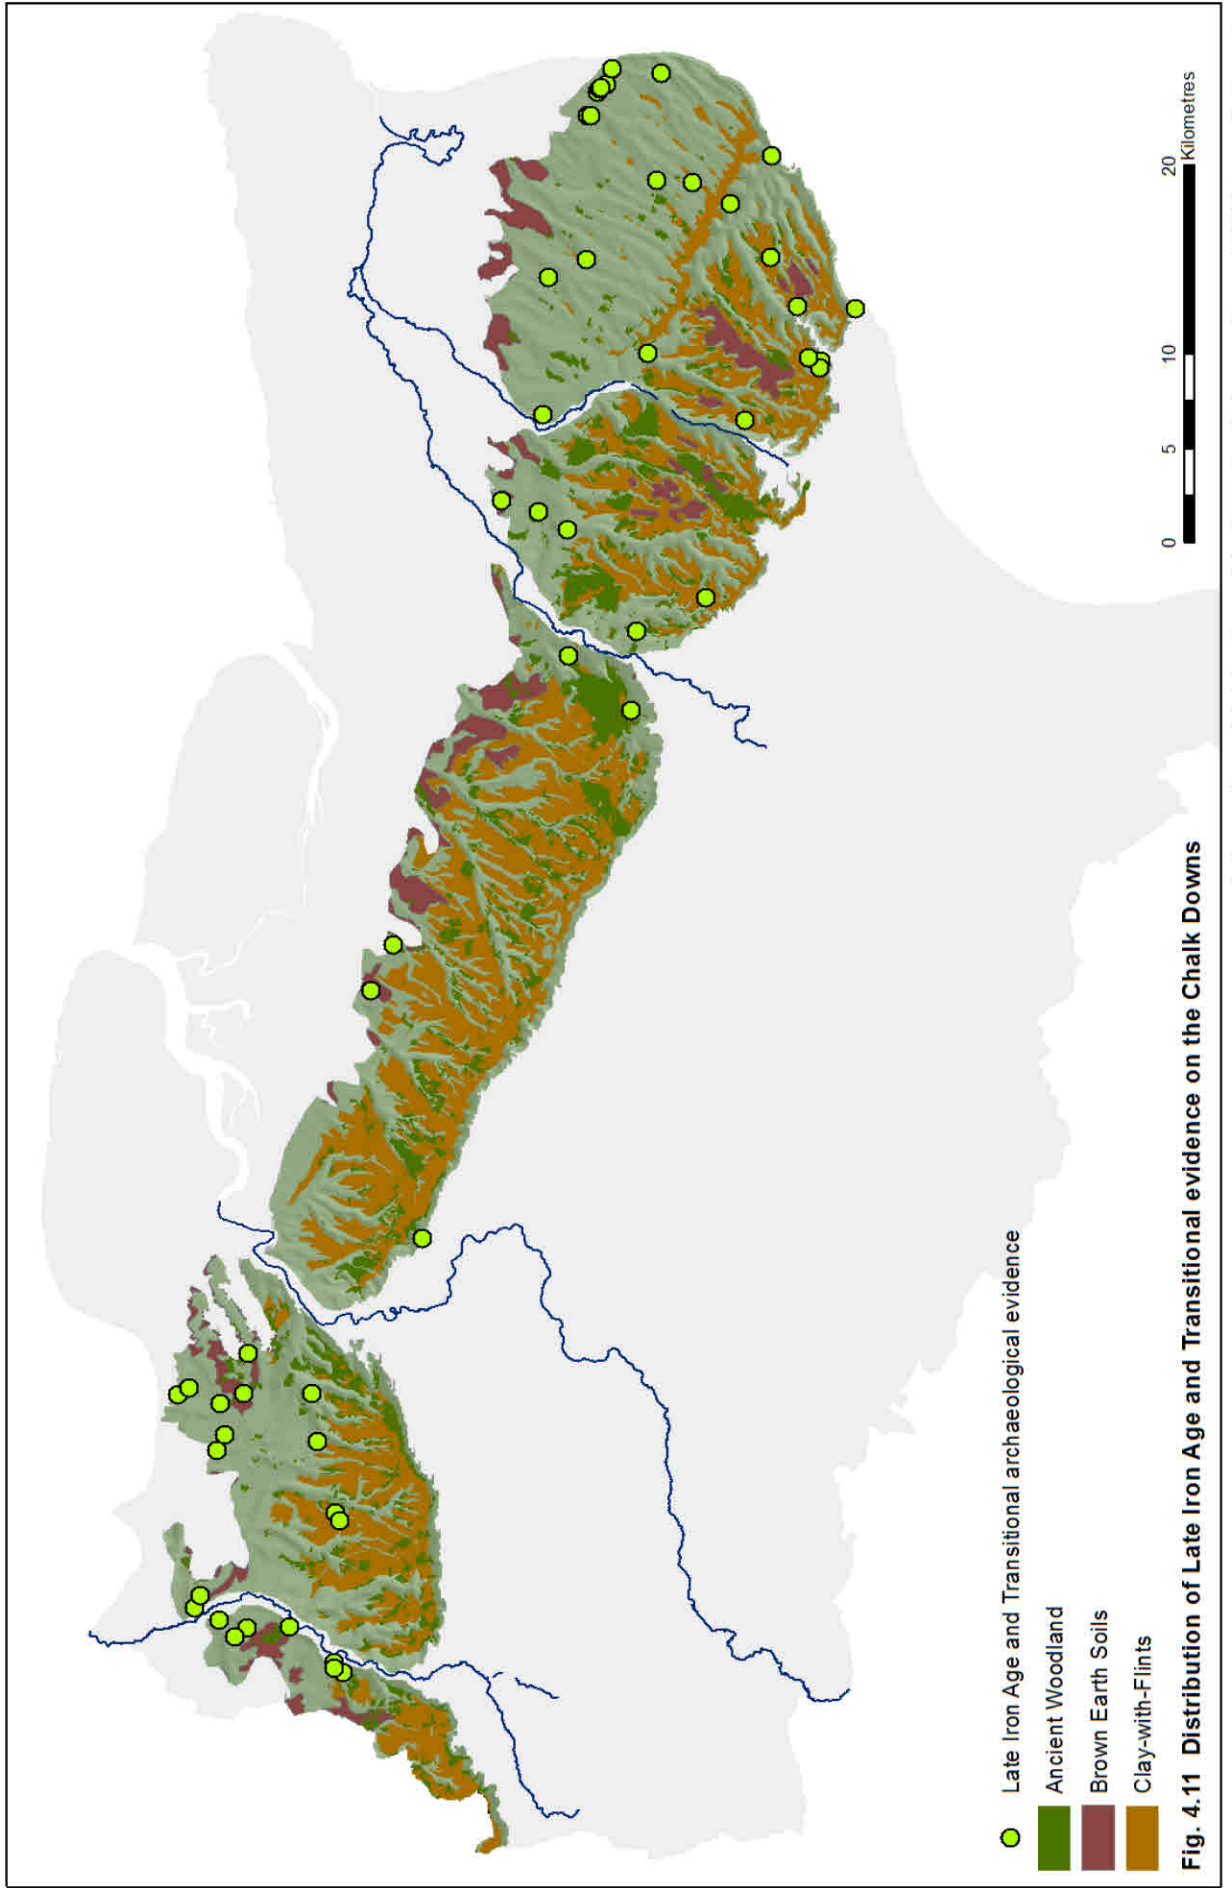 Late Iron Age and Transitional archaeological evidence
Ancient Woodland
Brown Earth Soils
Clay-with-Flints
0 5 10 20
Kilometres
Fig. 4.11 Distribution of Late Iron Age and Transitional evidence on the Chalk Downs